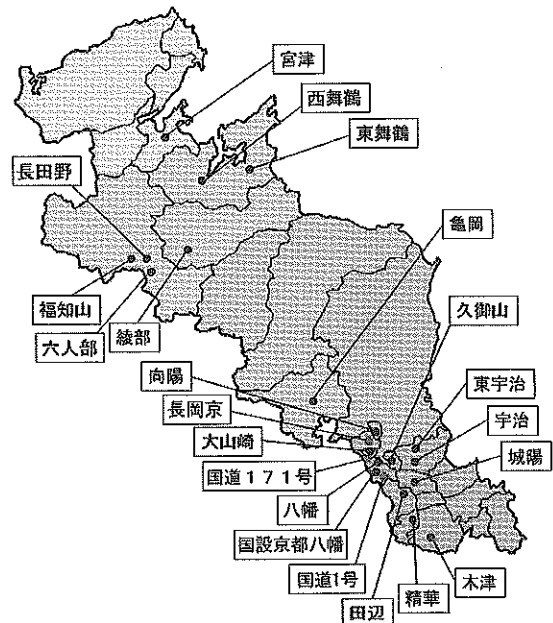 宮津
西舞鶴
東舞鶴
長田野
亀岡
福知山
久御山
六人部
綾部
向陽
東宇治
長岡京
宇治
大山崎
城陽
国道171号
八幡
国設京都八幡
国道1号
木津
精華
田辺